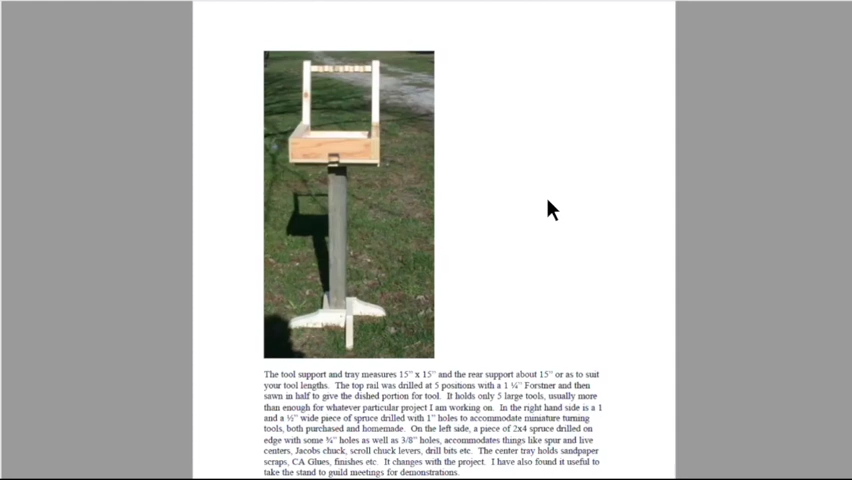 The tool support and tray measures 15" x 15" and the rear support about 15" or as to suit
your tool lengths. The top rail was drilled at 5 positions with a 1 ¼" Forstner and then
sawn in half to give the dished portion for tool. It holds only 5 large tools, usually more
than enough for whatever particular project I am working on. In the right hand side is a 1
and a ½" wide piece of spruce drilled with 1" holes to accommodate miniature turning
tools, both purchased and homemade. On the left side, a piece of 2x4 spruce drilled on
edge with some ¾" holes as well as 3/8" holes, accommodates things like spur and live
centers, Jacobs chuck, scroll chuck levers, drill bits etc. The center tray holds sandpaper
scraps, CA Glues, finishes etc. It changes with the project. I have also found it useful to
take the stand to guild meetings for demonstrations.